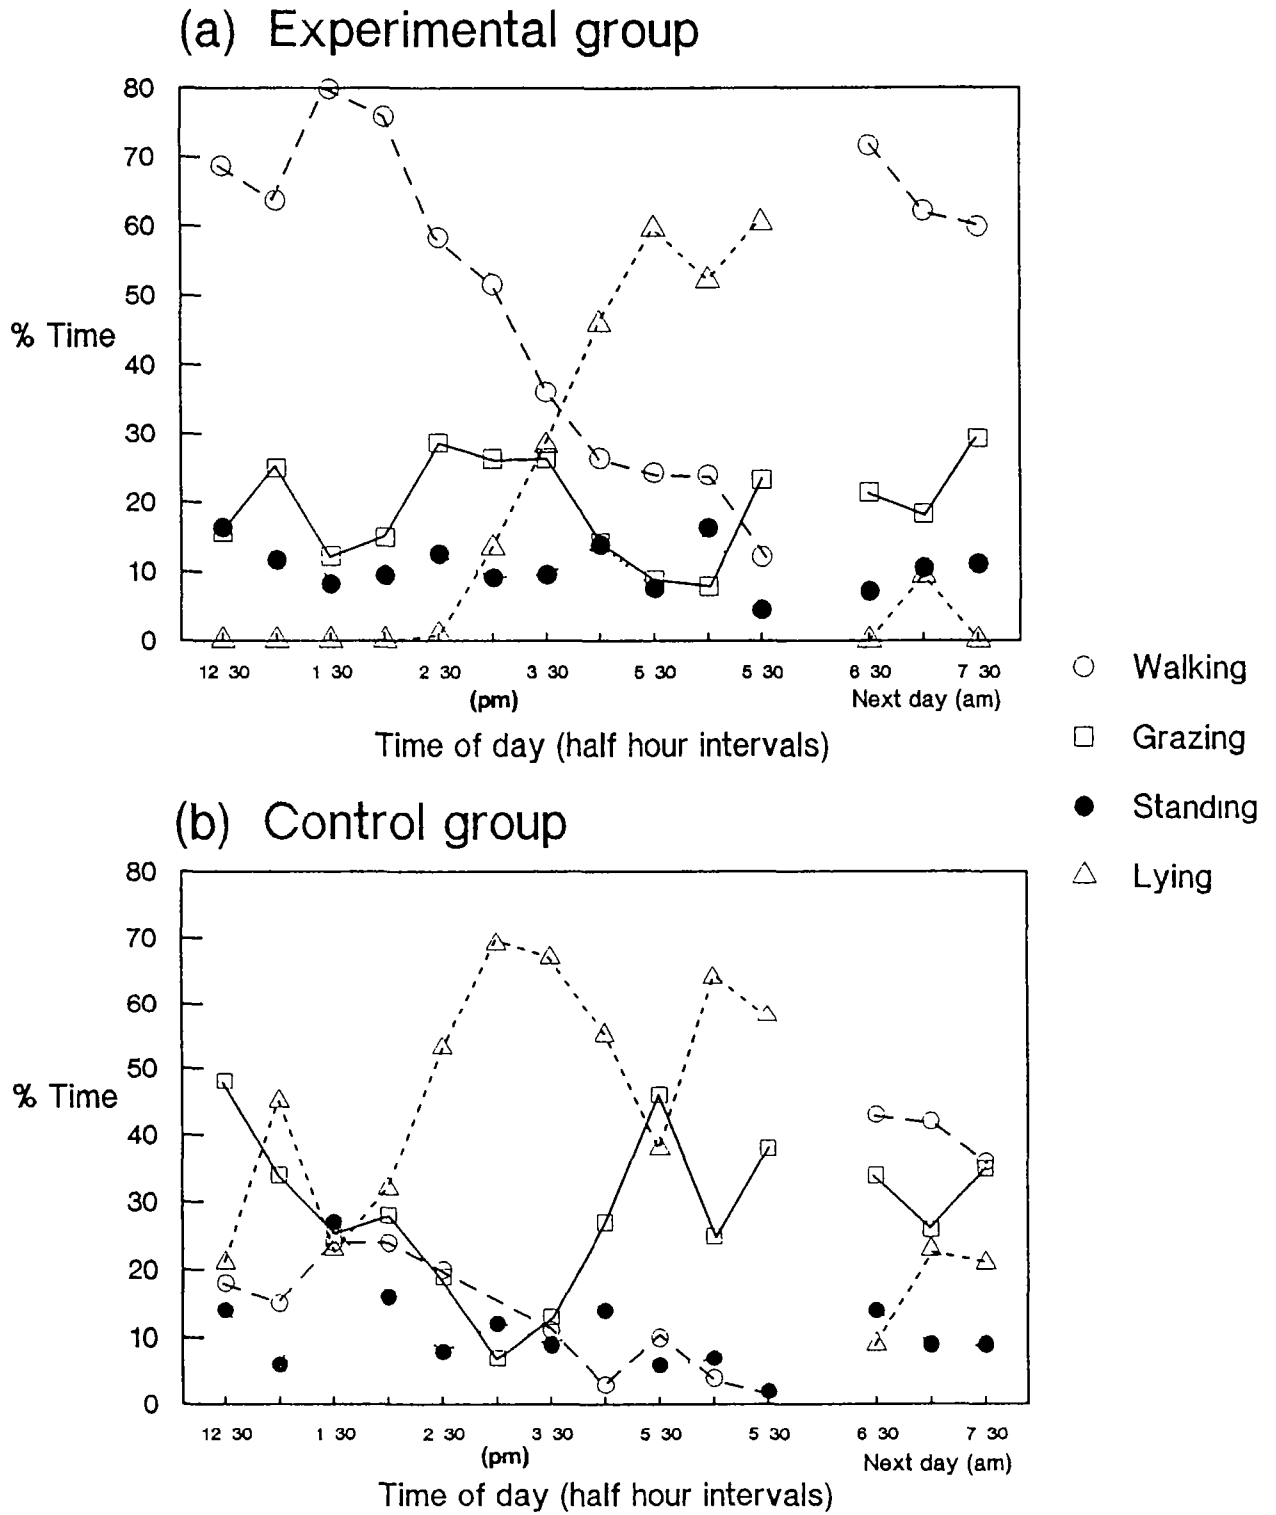 (a) Experimental group
80
70
60
50
% Time
40
30
20
10
0
12 30 1 30 2 30 3 30 5 30 5 30 6 30 7 30
(pm) Next day (am)
Time of day (half hour intervals)
Walking
Grazing
Standing
Lying
(b) Control group
80
70
60
50
% Time
40
30
20
10
0
12 30 1 30 2 30 3 30 5 30 5 30 6 30 7 30
(pm) Next day (am)
Time of day (half hour intervals)